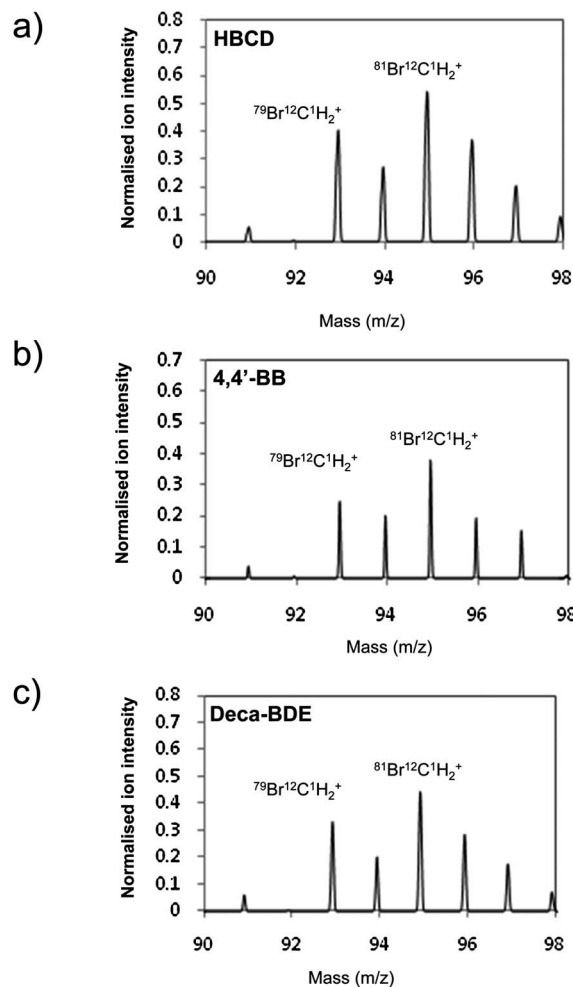 a)
HBCD
Normalised ion intensity
0.8
0.7
0.6
0.5
0.4
0.3
0.2
0.1
0
⁷⁹Br¹²C¹H₂⁺
⁸¹Br¹²C¹H₂⁺
90 92 94 96 98
Mass (m/z)
b)
4,4’-BB
Normalised ion intensity
0.7
0.6
0.5
0.4
0.3
0.2
0.1
0
⁷⁹Br¹²C¹H₂⁺
⁸¹Br¹²C¹H₂⁺
90 92 94 96 98
Mass (m/z)
c)
Deca-BDE
Normalised ion intensity
0.8
0.7
0.6
0.5
0.4
0.3
0.2
0.1
0
⁷⁹Br¹²C¹H₂⁺
⁸¹Br¹²C¹H₂⁺
90 92 94 96 98
Mass (m/z)